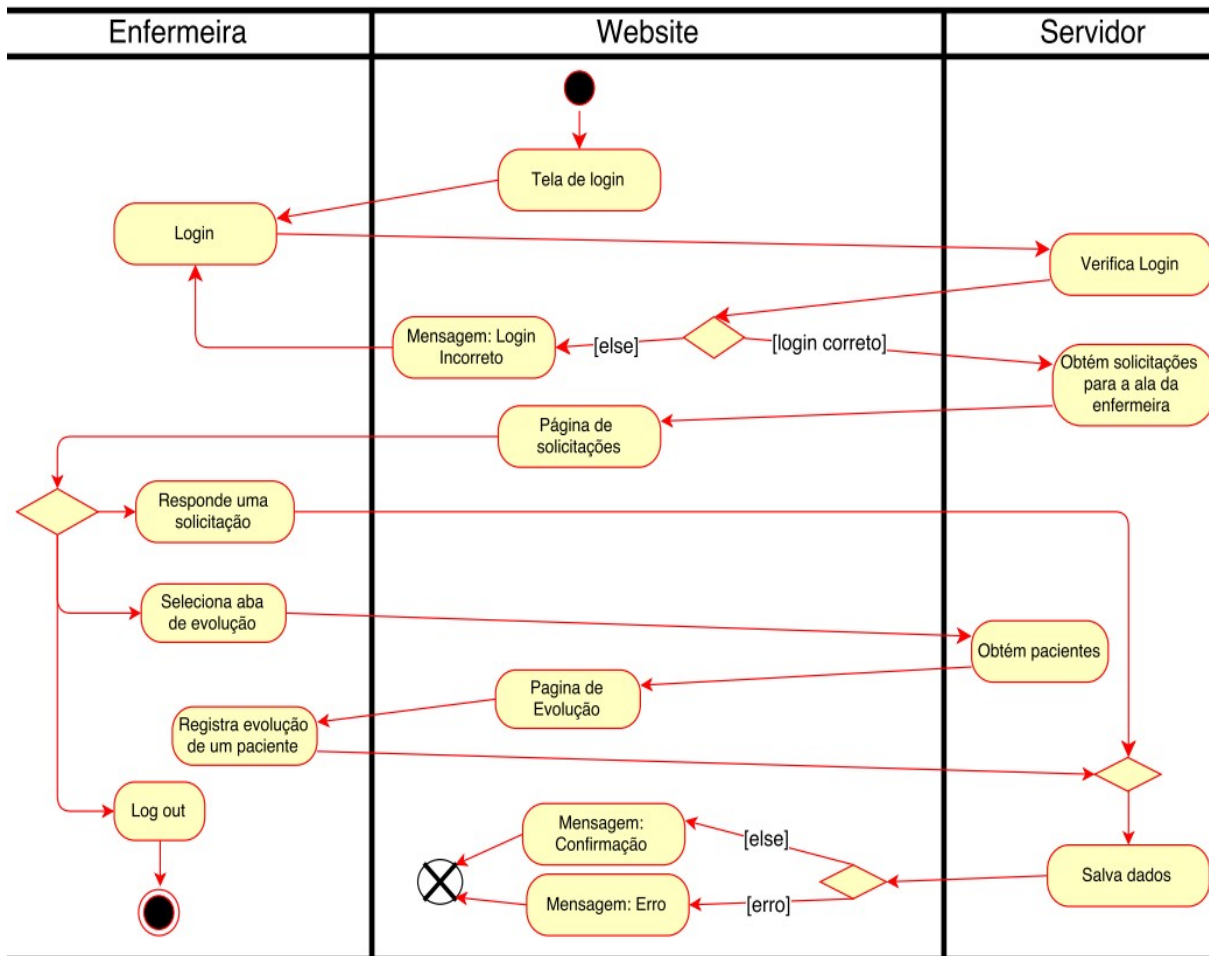 Enfermeira
Website
Servidor
Tela de login
Login
Verifica Login
Mensagem: Login
Incorreto
[else]
[login correto]
Obtém solicitações
para a ala da
enfermeira
Página de
solicitações
Responde uma
solicitação
Seleciona aba
de evolução
Obtém pacientes
Pagina de
Evolução
Registra evolução
de um paciente
Log out
Mensagem:
Confirmação
[else]
Salva dados
Mensagem: Erro
[erro]